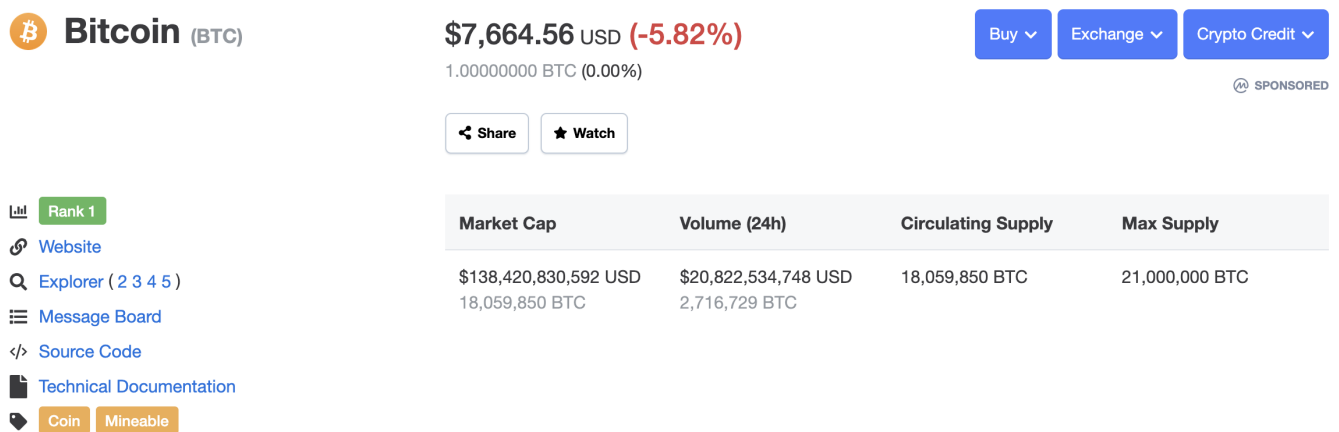 Bitcoin (BTC)
$7,664.56 USD (-5.82%)
1.00000000 BTC (0.00%)
Buy Exchange Crypto Credit
SPONSORED
Share Watch
Rank 1
Website
Explorer ( 2 3 4 5 )
Message Board
Source Code
Technical Documentation
Coin Mineable
Market Cap Volume (24h) Circulating Supply Max Supply
$138,420,830,592 USD $20,822,534,748 USD 18,059,850 BTC 21,000,000 BTC
18,059,850 BTC 2,716,729 BTC